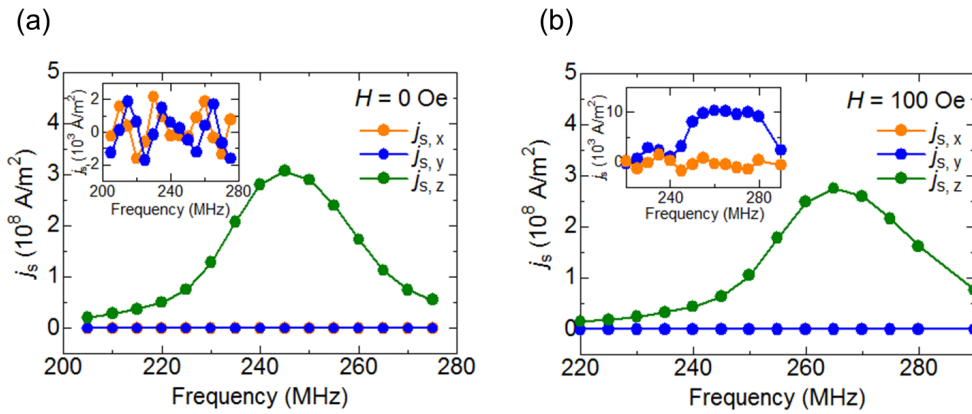 (a)
5
4
3
2
1
0
j_s (10^8 A/m^2)
200 220 240 260 280
Frequency (MHz)
H = 0 Oe
j_s, x
j_s, y
j_s, z
2
0
-2
j_s (10^3 A/m^2)
200 240 280
Frequency (MHz)
(b)
5
4
3
2
1
0
j_s (10^8 A/m^2)
220 240 260 280
Frequency (MHz)
H = 100 Oe
j_s, x
j_s, y
j_s, z
10
5
0
j_s (10^3 A/m^2)
240 260 280
Frequency (MHz)